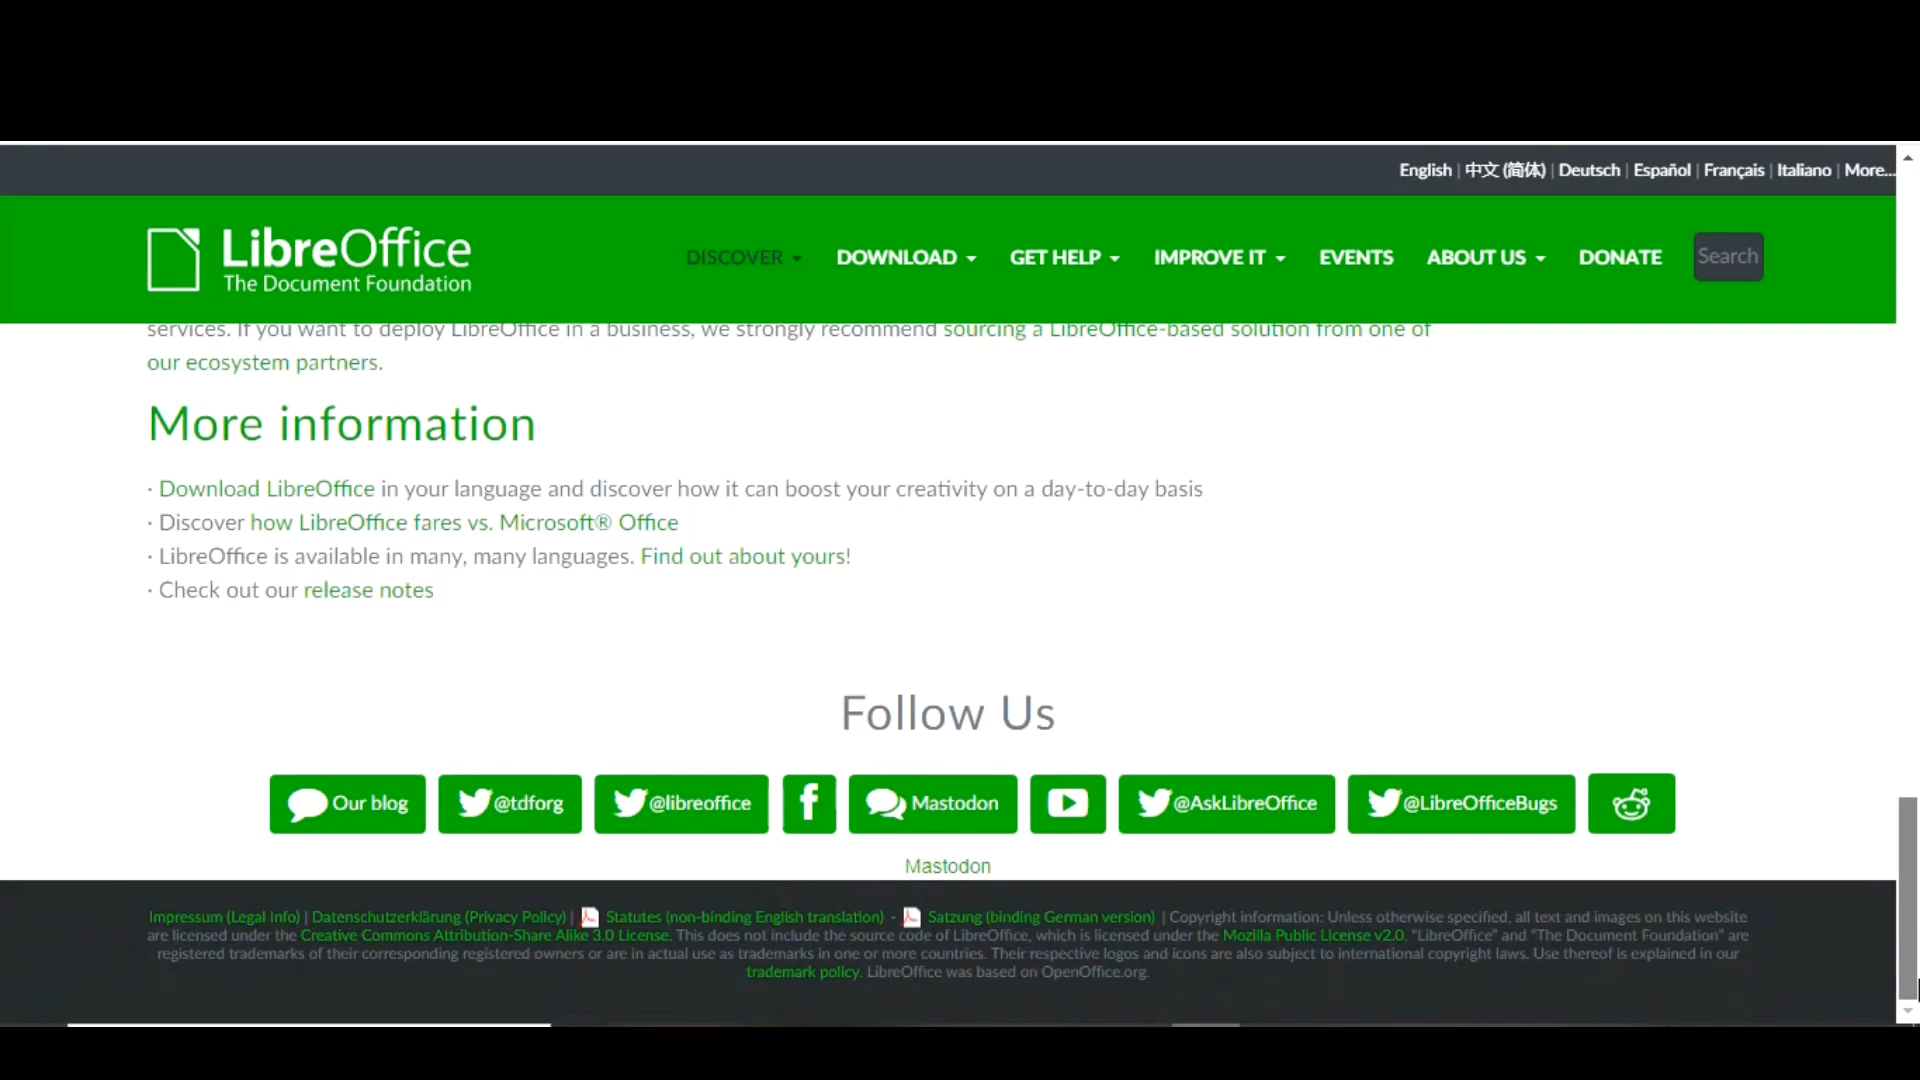 English | 中文 (简体) | Deutsch | Español | Français | Italiano | More...
LibreOffice
The Document Foundation
DISCOVER DOWNLOAD GET HELP IMPROVE IT EVENTS ABOUT US DONATE Search
services. If you want to deploy LibreOffice in a business, we strongly recommend sourcing a LibreOffice-based solution from one of
our ecosystem partners.
More information
· Download LibreOffice in your language and discover how it can boost your creativity on a day-to-day basis
· Discover how LibreOffice fares vs. Microsoft® Office
· LibreOffice is available in many, many languages. Find out about yours!
· Check out our release notes
Follow Us
Our blog @tdforg @libreoffice Mastodon @AskLibreOffice @LibreOfficeBugs
Mastodon
Impressum (Legal Info) | Datenschutzerklärung (Privacy Policy) | Statutes (non-binding English translation) - Satzung (binding German version) | Copyright information: Unless otherwise specified, all text and images on this website
are licensed under the Creative Commons Attribution-Share Alike 3.0 License. This does not include the source code of LibreOffice, which is licensed under the Mozilla Public License v2.0. "LibreOffice" and "The Document Foundation" are
registered trademarks of their corresponding registered owners or are in actual use as trademarks in one or more countries. Their respective logos and icons are also subject to international copyright laws. Use thereof is explained in our
trademark policy. LibreOffice was based on OpenOffice.org.